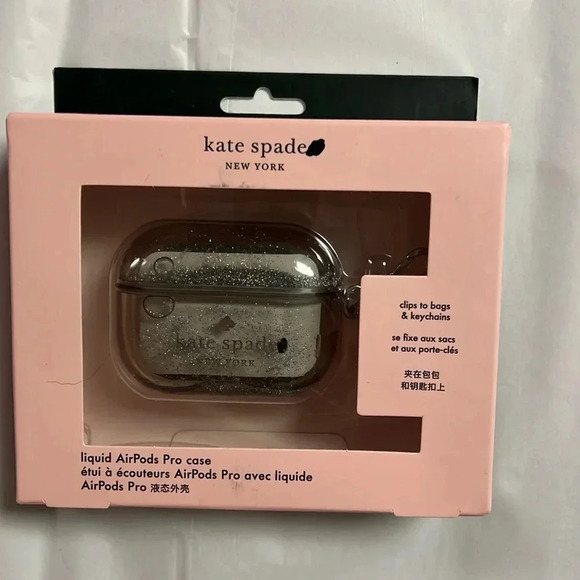 kate spade
NEW YORK
kate spade
NEW YORK
clips to bags
& keychains
se fixe aux sacs
et aux porte-clés
夹在包包
和钥匙扣上
liquid AirPods Pro case
étui à écouteurs AirPods Pro avec liquide
AirPods Pro 液态外壳